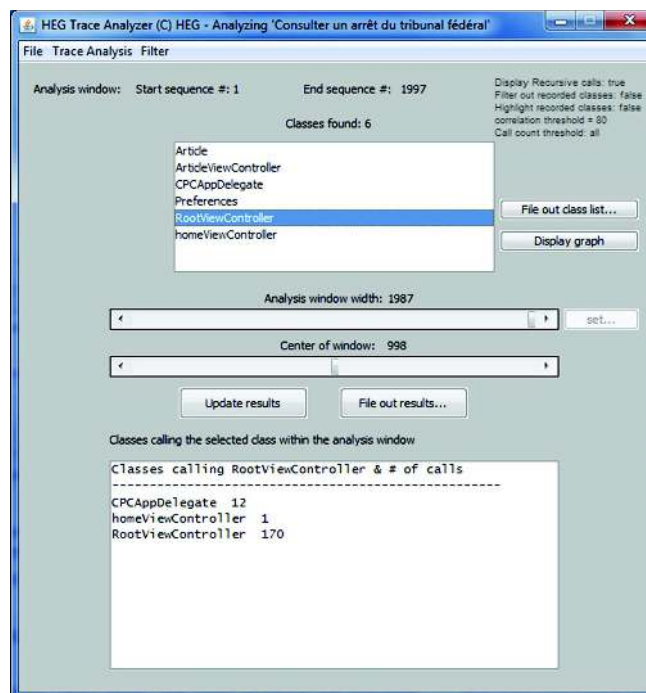 HEG Trace Analyzer (C) HEG - Analyzing 'Consulter un arrêt du tribunal fédéral'
File Trace Analysis Filter
Analysis window: Start sequence #: 1 End sequence #: 1997
Display Recursive calls: true
Filter out recorded classes: false
Highlight recorded classes: false
correlation threshold = 80
Call count threshold: all
Classes found: 6
Article
ArticleViewController
CPCAppDelegate
Preferences
RootViewController
homeViewController
File out class list...
Display graph
Analysis window width: 1987
set...
Center of window: 998
Update results File out results...
Classes calling the selected class within the analysis window
Classes calling RootViewController & # of calls
----------------------------------------------------
CPCAppDelegate 12
homeViewController 1
RootViewController 170